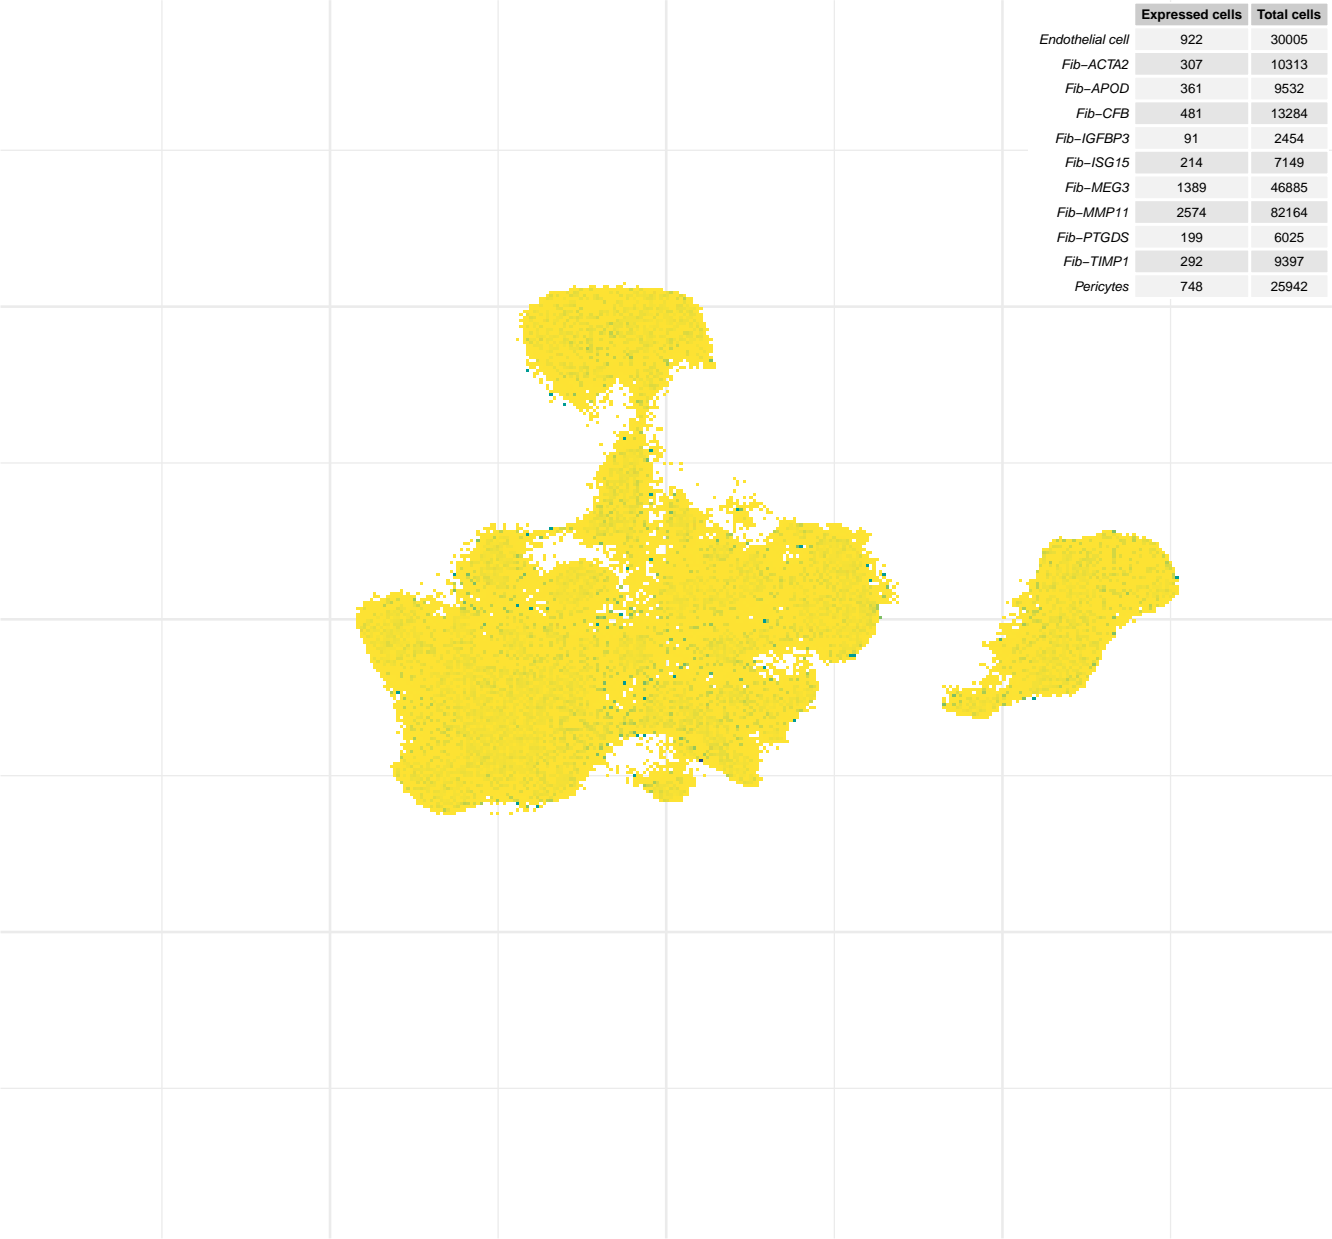 Expressed cells Total cells
Endothelial cell 922 30005
Fib−ACTA2 307 10313
Fib−APOD 361 9532
Fib−CFB 481 13284
Fib−IGFBP3 91 2454
Fib−ISG15 214 7149
Fib−MEG3 1389 46885
Fib−MMP11 2574 82164
Fib−PTGDS 199 6025
Fib−TIMP1 292 9397
Pericytes 748 25942